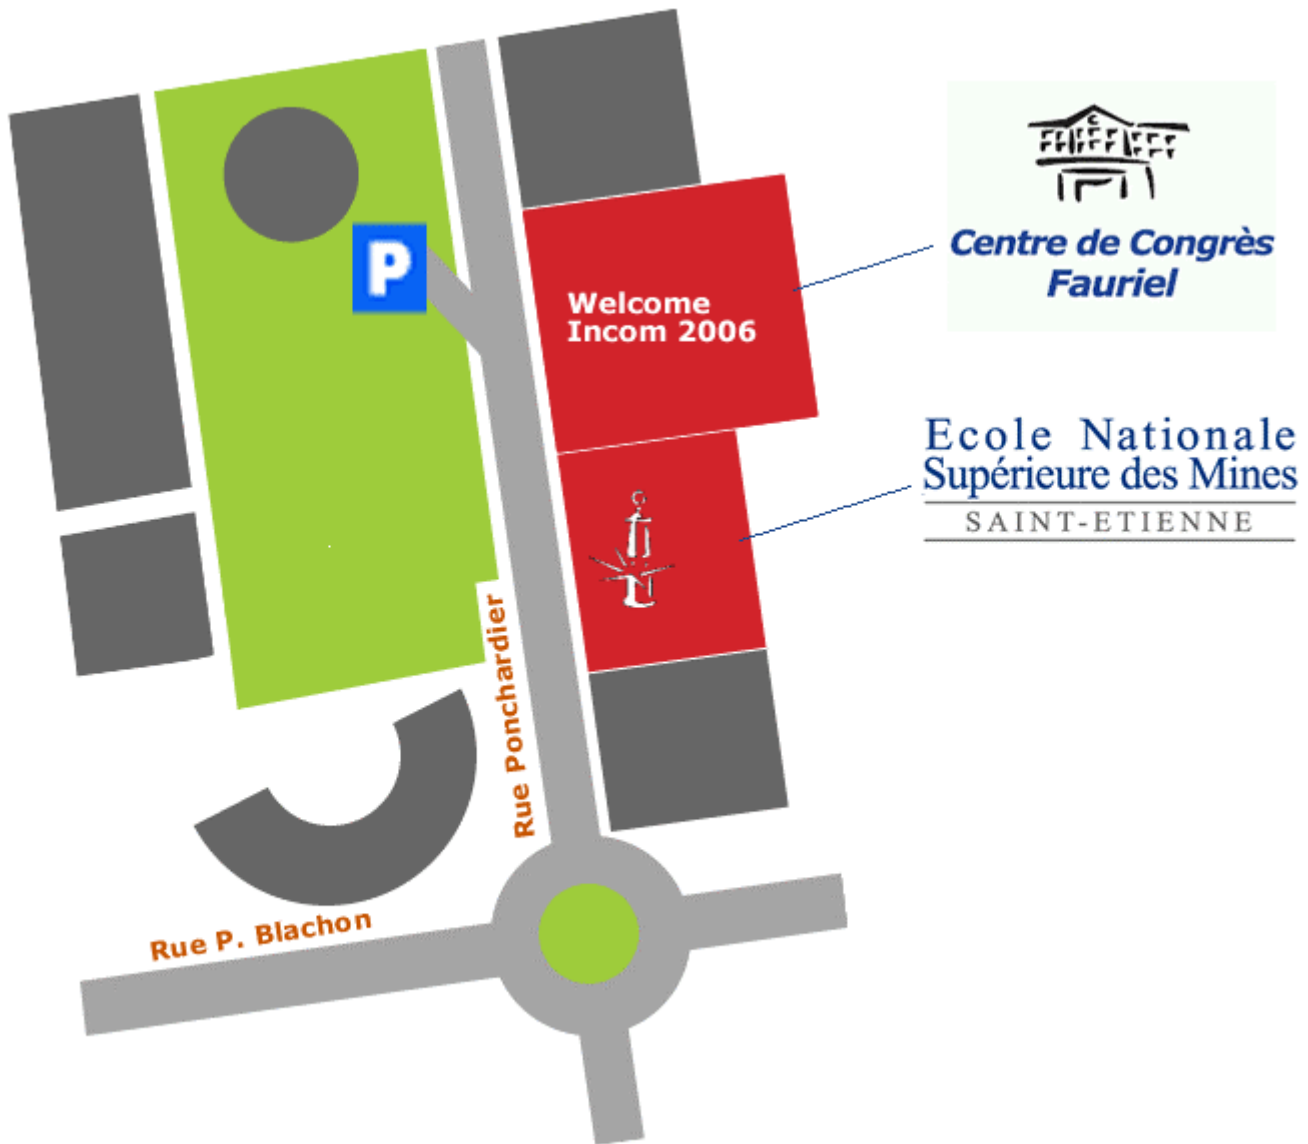 P
Welcome
Incom 2006
Centre de Congrès
Fauriel
Ecole Nationale
Supérieure des Mines
SAINT-ETIENNE
Rue Ponchardier
Rue P. Blachon